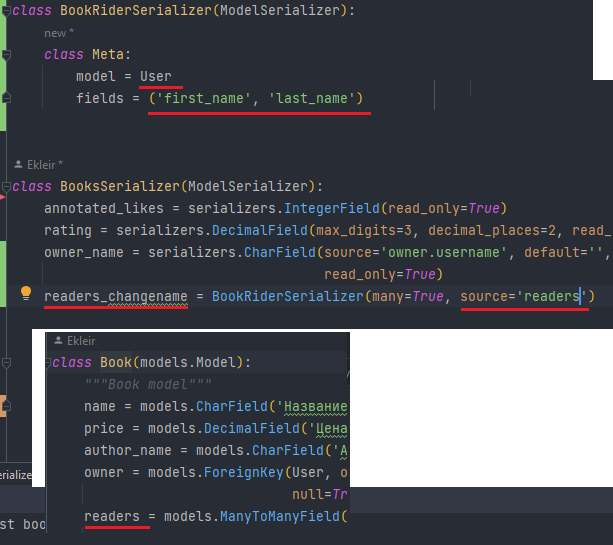 class BookRiderSerializer(ModelSerializer):
new *
class Meta:
model = User
fields = ('first_name', 'last_name')
Ekleir *
class BooksSerializer(ModelSerializer):
annotated_likes = serializers.IntegerField(read_only=True)
rating = serializers.DecimalField(max_digits=3, decimal_places=2, read_
owner_name = serializers.CharField(source='owner.username', default='',
read_only=True)
readers_changename = BookRiderSerializer(many=True, source='readers')
Ekleir
class Book(models.Model):
"""Book model"""
name = models.CharField('Название
price = models.DecimalField('Цена
author_name = models.CharField('А
owner = models.ForeignKey(User, o
null=Tr
readers = models.ManyToManyField(
erialize
st boo